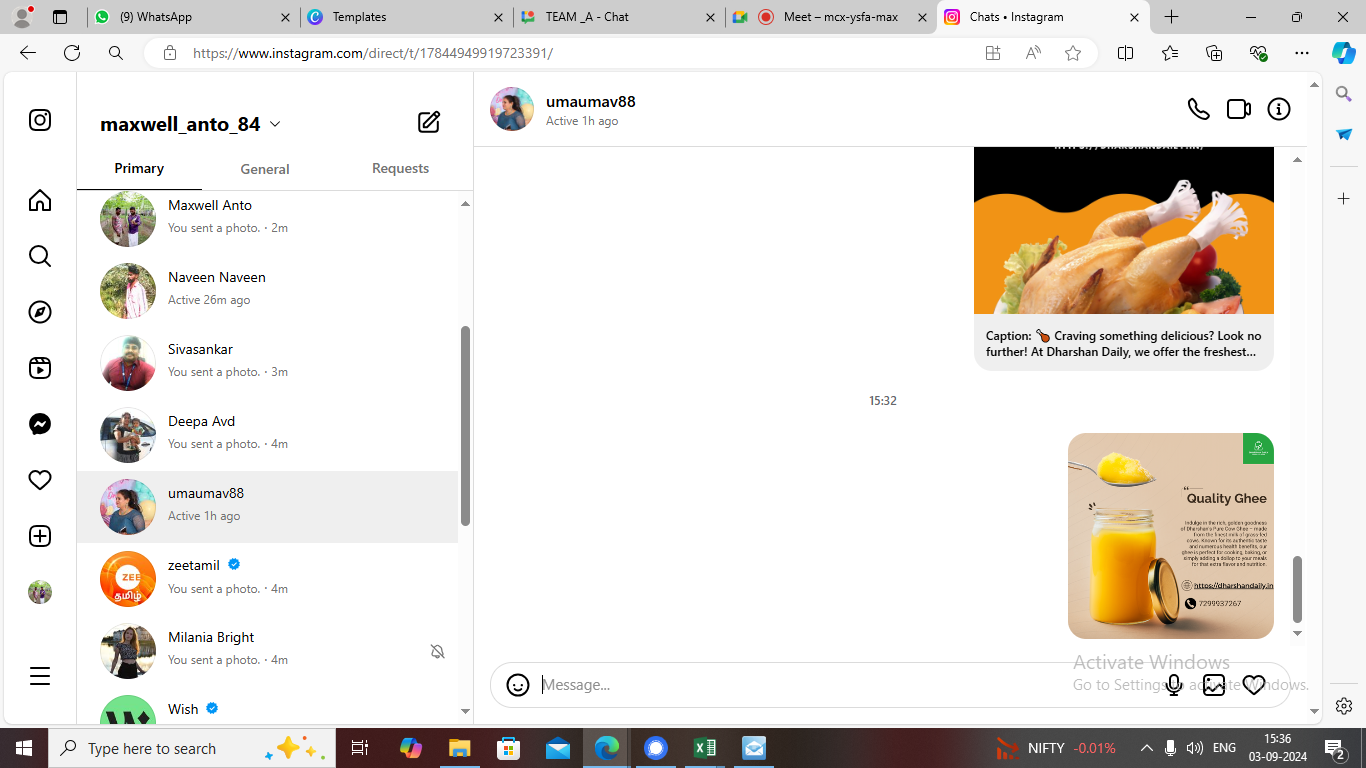 (9) WhatsApp
Templates
TEAM _A - Chat
Meet – mcx-ysfa-max
Chats • Instagram
https://www.instagram.com/direct/t/17844949919723391/
maxwell_anto_84
Primary
General
Requests
Maxwell Anto
You sent a photo. · 2m
Naveen Naveen
Active 26m ago
Sivasankar
You sent a photo. · 3m
Deepa Avd
You sent a photo. · 4m
umaumav88
Active 1h ago
ZEE
தமிழ்
zeetamil
You sent a photo. · 4m
Milania Bright
You sent a photo. · 4m
Wish
umaumav88
Active 1h ago
Caption: 🍗 Craving something delicious? Look no
further! At Dharshan Daily, we offer the freshest...
15:32
Quality Ghee
Indulge in the rich, golden goodness
of Dharshan's Pure Cow Ghee – made
from the finest milk of grass-fed
cows. Known for its authentic taste
and numerous health benefits, our
ghee is perfect for cooking, baking, or
simply adding a dollop to your meals
for that extra flavor and nutrition.
https://dharshandaily.in
7299937267
Message...
Activate Windows
Go to Settings to activate Windows.
Type here to search
NIFTY -0.01%
ENG
15:36
03-09-2024
2